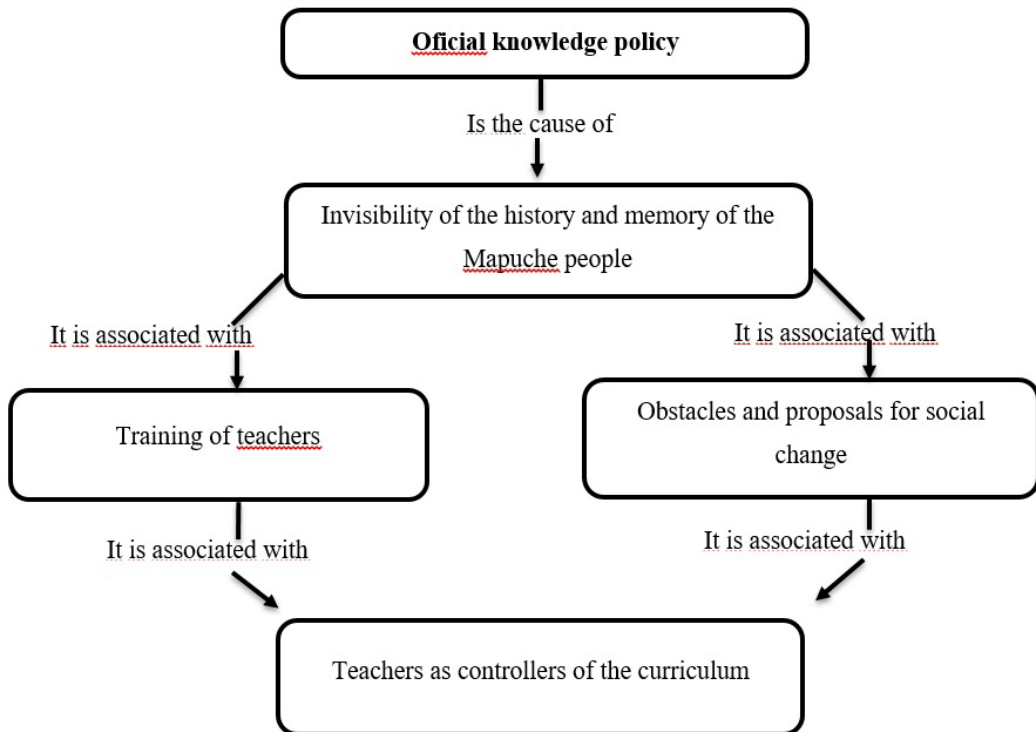 Oficial knowledge policy
Is the cause of
Invisibility of the history and memory of the
Mapuche people
It is associated with
It is associated with
Training of teachers
Obstacles and proposals for social
change
It is associated with
It is associated with
Teachers as controllers of the curriculum